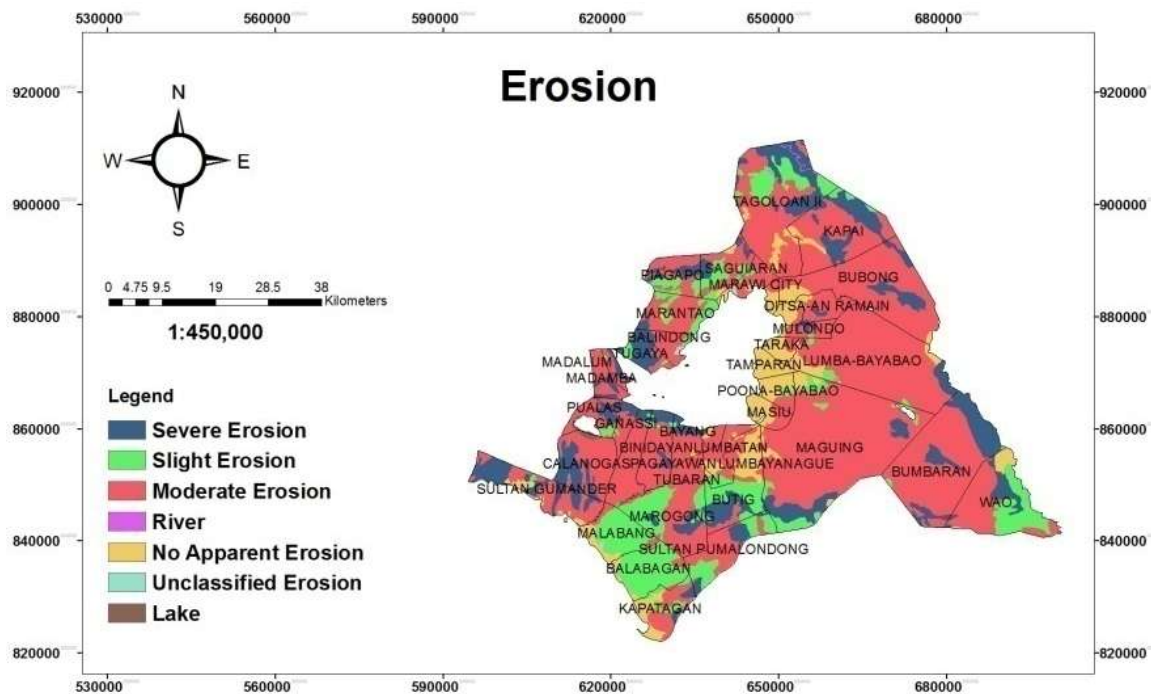 530000 560000 590000 620000 650000 680000
Erosion
920000 920000
N
W E
S
900000 900000
TAGOLOAN II
KAPAI
SAGUIARAN
PIAGAPO
BUBONG
MARAWI CITY
0 4.75 9.5 19 28.5 38
Kilometers
DITSA-AN RAMAIN
MARANTAO
880000 880000
1:450,000
MULONDO
BALINDONG
TARAKA
TUGAYA
MADALUM
TAMPARAN
LUMBA-BAYABAO
MADAMBA
POONA-BAYABAO
Legend
PUALAS
MASIU
GANASSI
860000 860000
Severe Erosion
BAYANG
BINIDAYAN
LUMBATAN
MAGUING
Slight Erosion
CALANOGAS
PAGAYAWAN
LUMBAYANAGUE
BUMBARAN
TUBARAN
Moderate Erosion
SULTAN GUMANDER
BUTIG
WAO
River
MAROGONG
MALABANG
840000 840000
No Apparent Erosion
SULTAN PUMALONDONG
BALABAGAN
Unclassified Erosion
KAPATAGAN
Lake
820000 820000
530000 560000 590000 620000 650000 680000